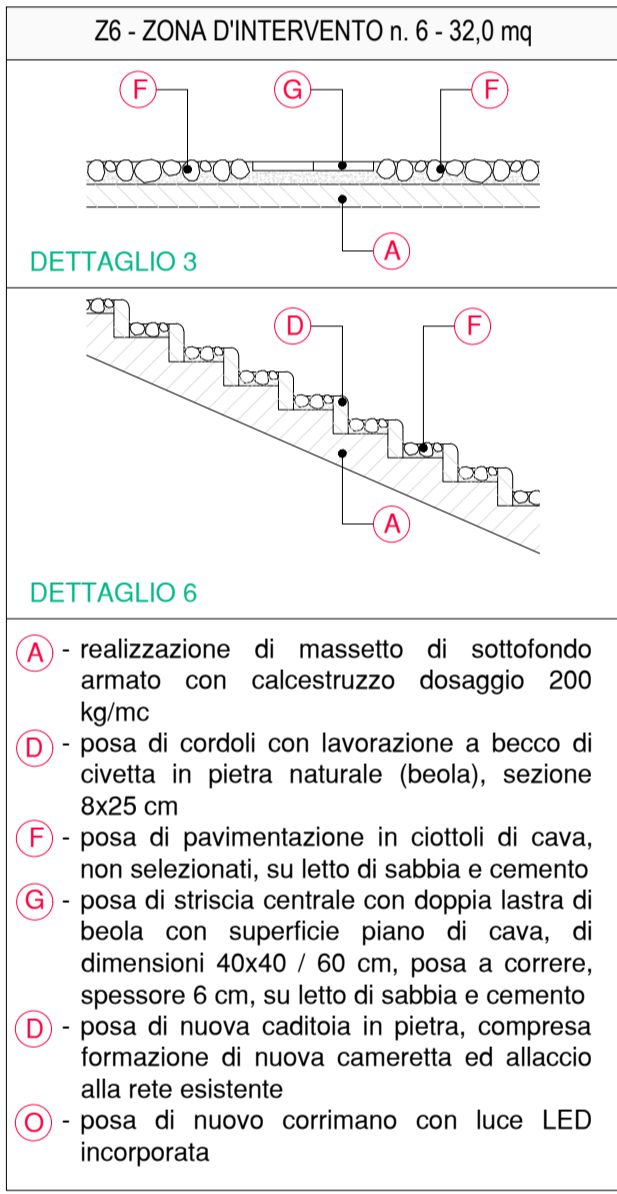 Z6 - ZONA D'INTERVENTO n. 6 - 32,0 mq
F G F
A
DETTAGLIO 3
D F
A
DETTAGLIO 6
A - realizzazione di massetto di sottofondo
armato con calcestruzzo dosaggio 200
kg/mc
D - posa di cordoli con lavorazione a becco di
civetta in pietra naturale (beola), sezione
8x25 cm
F - posa di pavimentazione in ciottoli di cava,
non selezionati, su letto di sabbia e cemento
G - posa di striscia centrale con doppia lastra di
beola con superficie piano di cava, di
dimensioni 40x40 / 60 cm, posa a correre,
spessore 6 cm, su letto di sabbia e cemento
D - posa di nuova caditoia in pietra, compresa
formazione di nuova cameretta ed allaccio
alla rete esistente
O - posa di nuovo corrimano con luce LED
incorporata